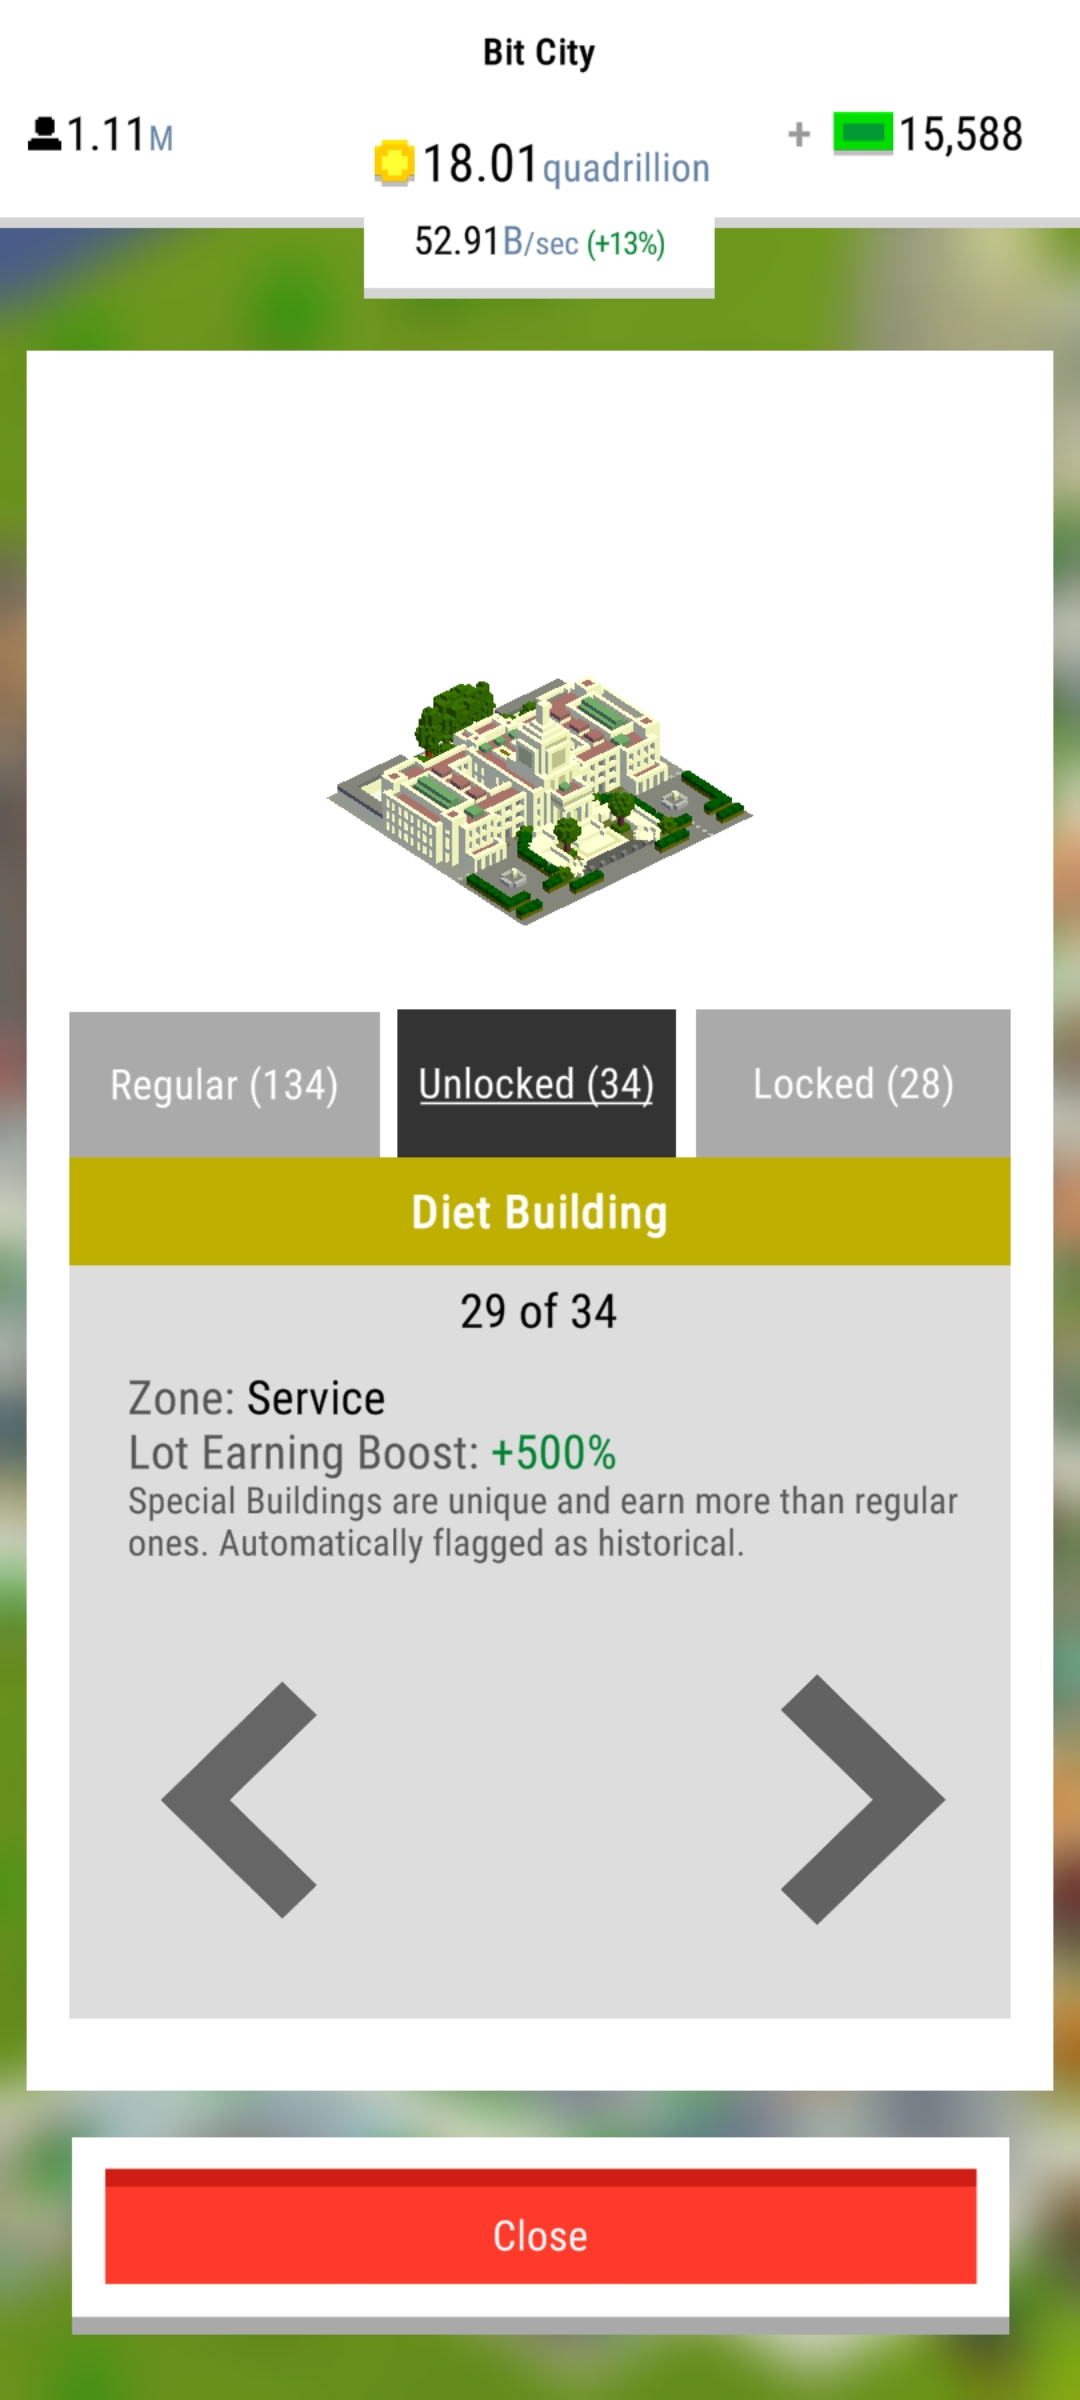 Bit City
1.11M
18.01quadrillion
+ 15,588
52.91B/sec (+13%)
Regular (134)
Unlocked (34)
Locked (28)
Diet Building
29 of 34
Zone: Service
Lot Earning Boost: +500%
Special Buildings are unique and earn more than regular
ones. Automatically flagged as historical.
Close